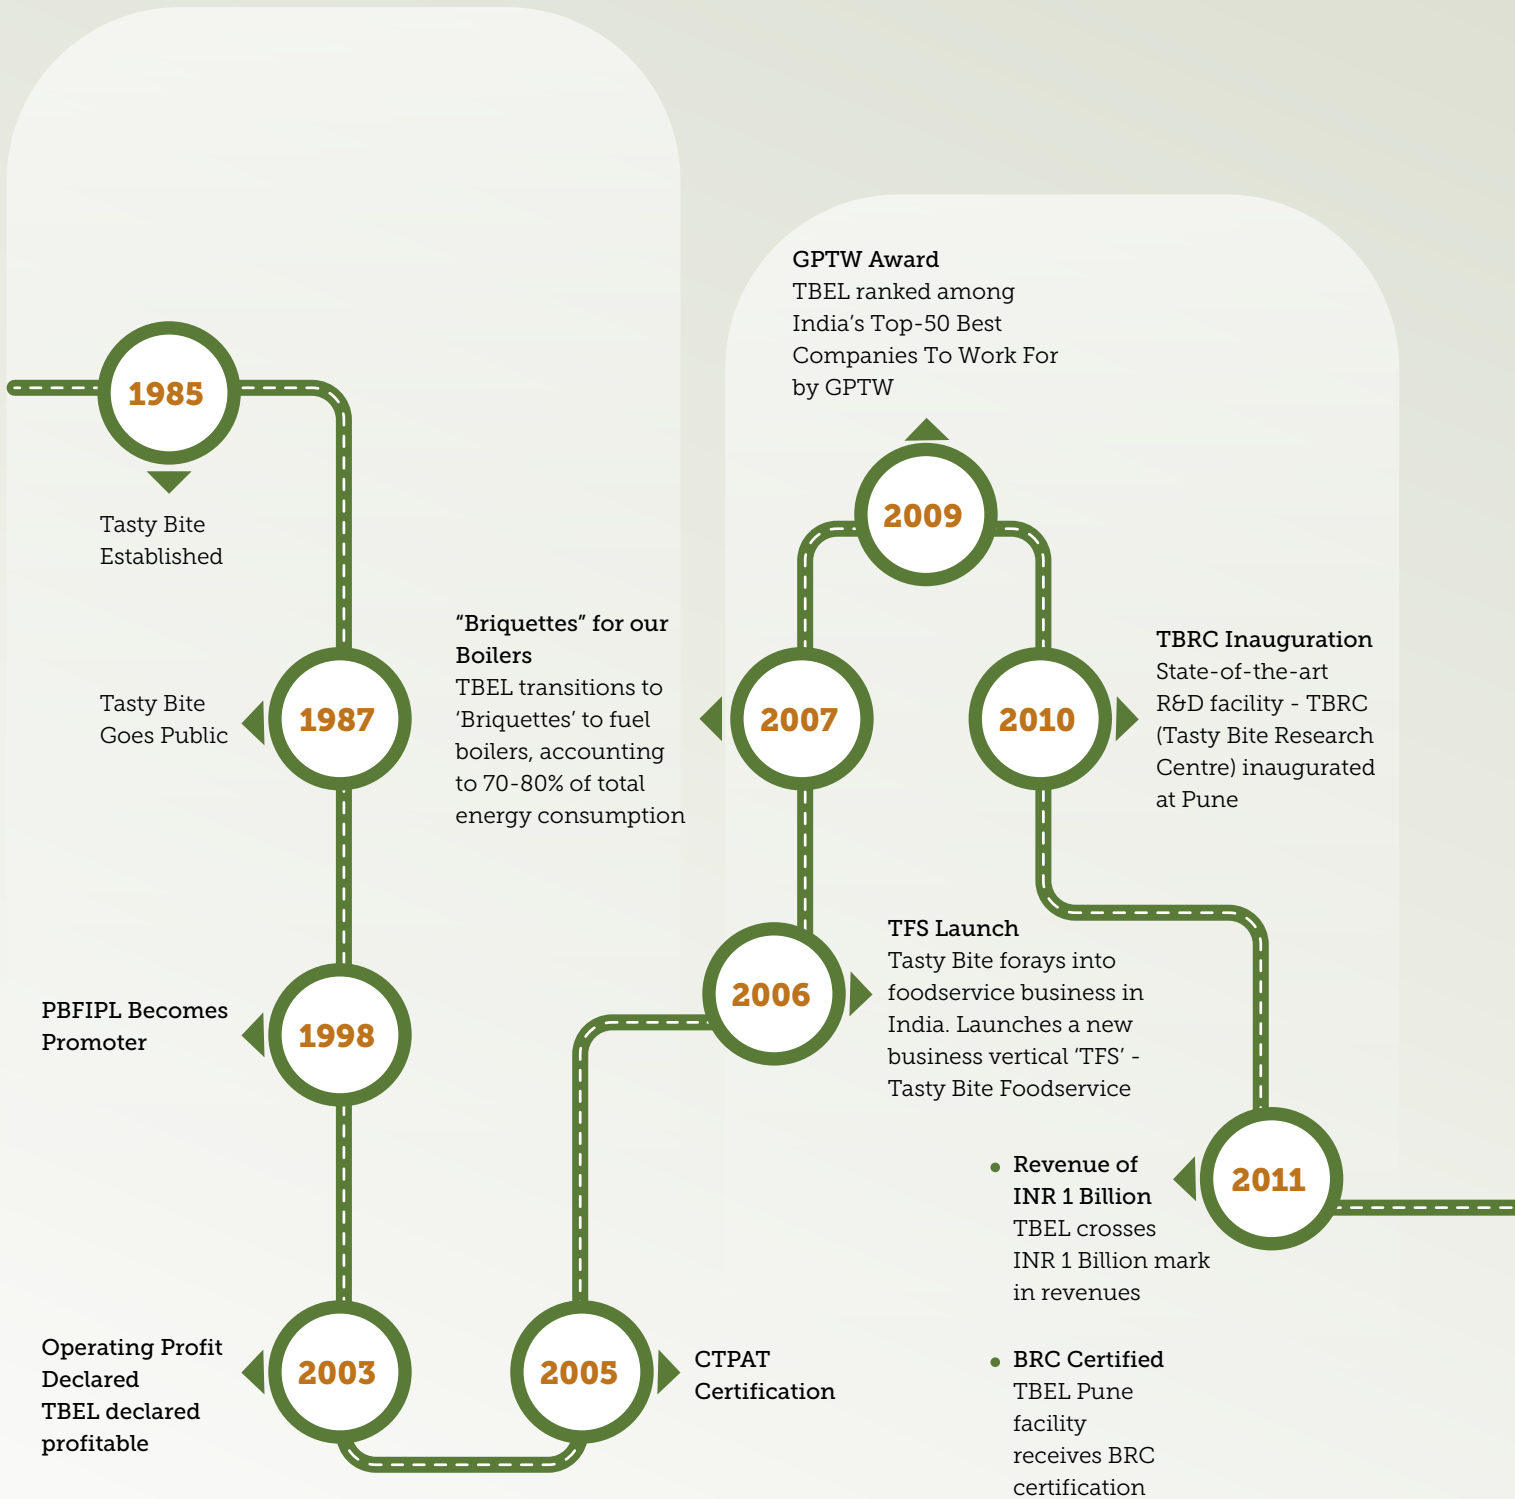 1985
Tasty Bite
Established
1987
Tasty Bite
Goes Public
1998
PBFIPL Becomes
Promoter
2003
Operating Profit
Declared
TBEL declared
profitable
2005
CTPAT
Certification
2006
TFS Launch
Tasty Bite forays into
foodservice business in
India. Launches a new
business vertical ‘TFS’ -
Tasty Bite Foodservice
2007
“Briquettes” for our
Boilers
TBEL transitions to
‘Briquettes’ to fuel
boilers, accounting
to 70-80% of total
energy consumption
2009
GPTW Award
TBEL ranked among
India’s Top-50 Best
Companies To Work For
by GPTW
2010
TBRC Inauguration
State-of-the-art
R&D facility - TBRC
(Tasty Bite Research
Centre) inaugurated
at Pune
2011
• Revenue of
INR 1 Billion
TBEL crosses
INR 1 Billion mark
in revenues
• BRC Certified
TBEL Pune
facility
receives BRC
certification